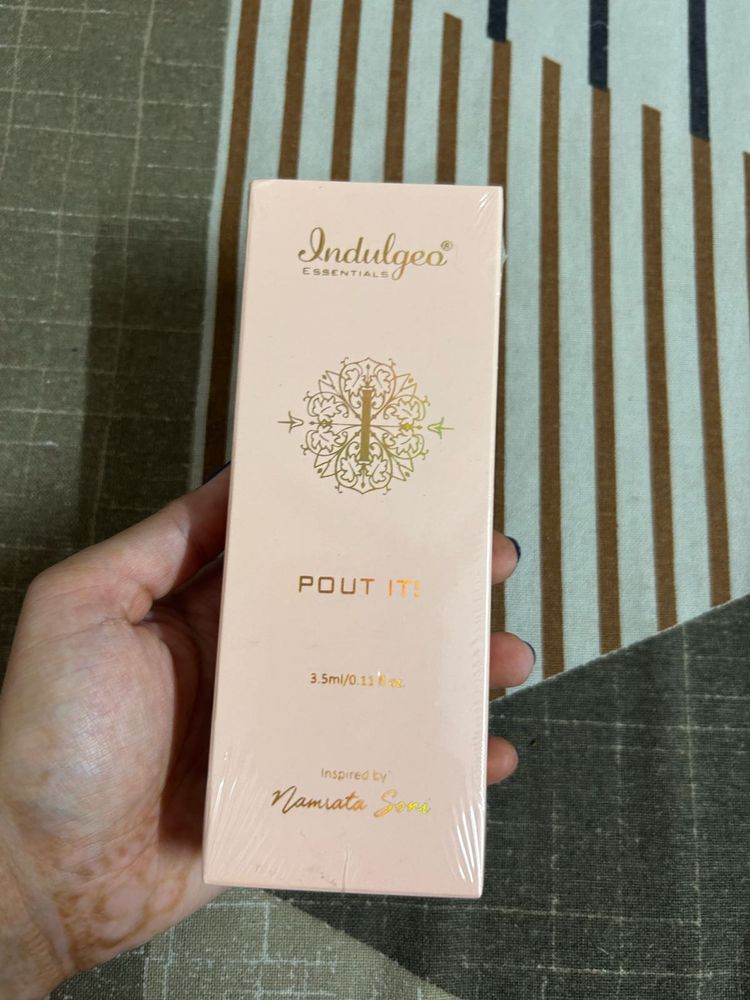 Indulgeo®
ESSENTIALS
POUT IT!
3.5ml/0.11 fl oz.
Inspired by
Namrata Soni